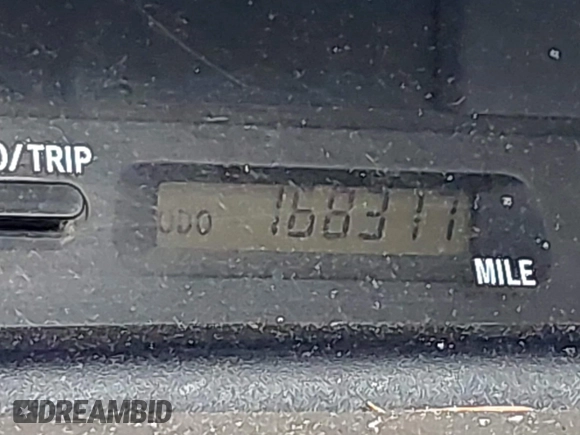 O/TRIP
ODO 168311
MILE
DREAMBID